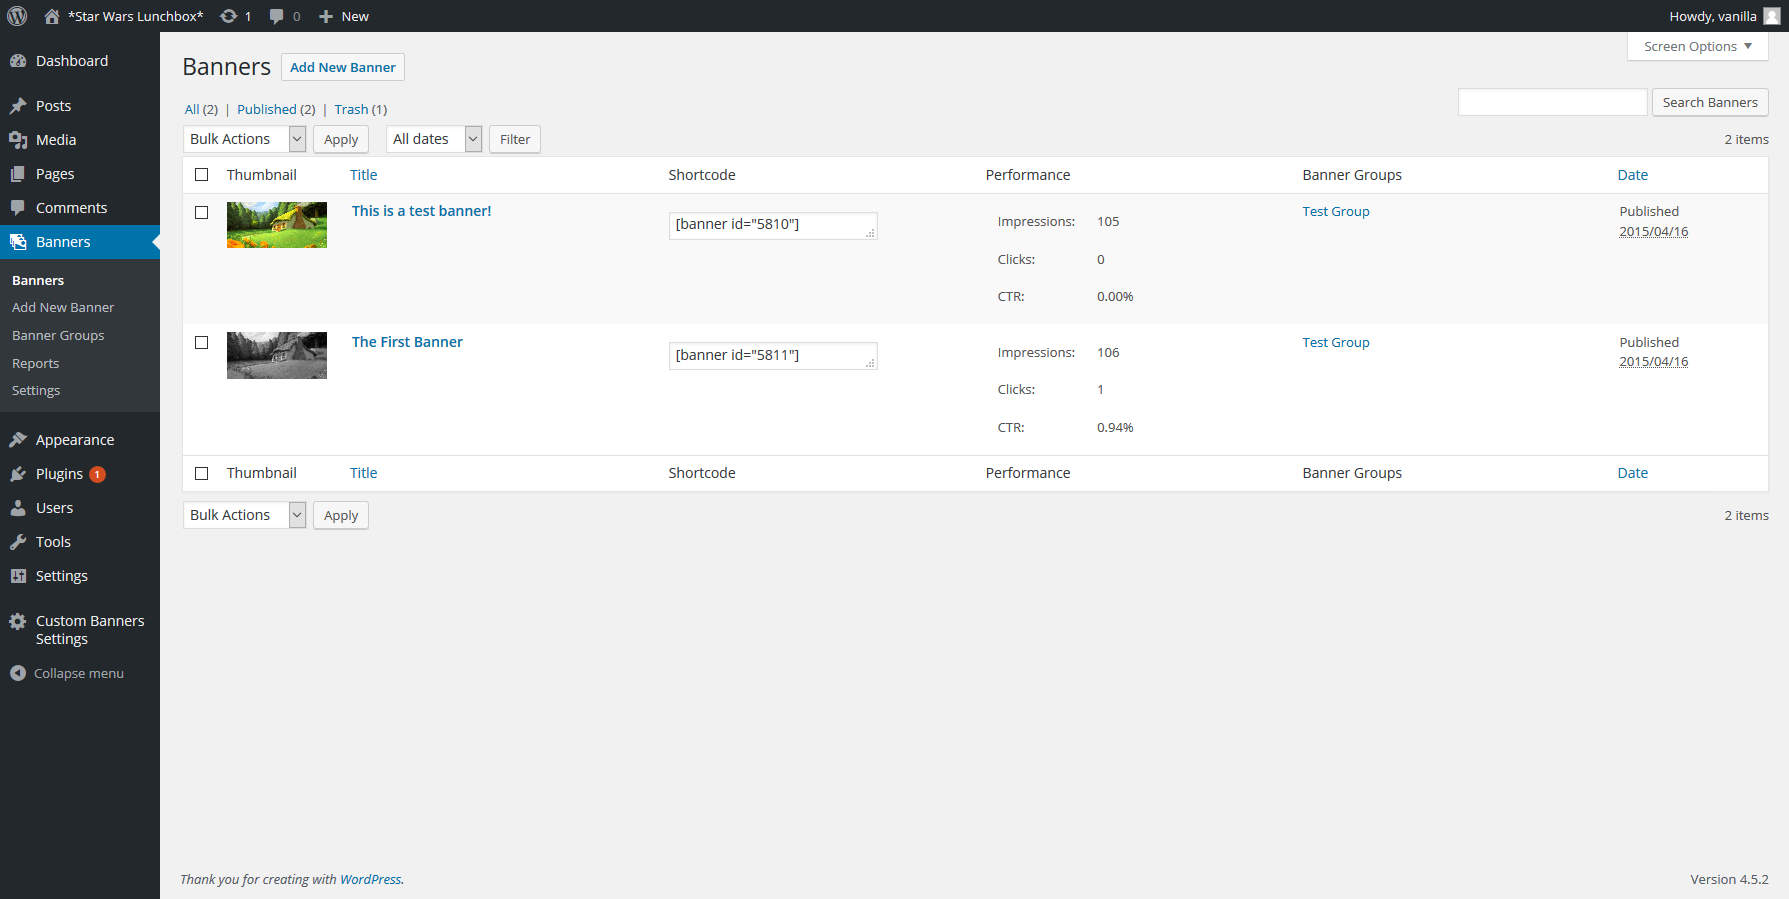 *Star Wars Lunchbox* 1 0 New Howdy, vanilla
Screen Options
Dashboard
Posts
Media
Pages
Comments
Banners
Banners
Add New Banner
Banner Groups
Reports
Settings
Appearance
Plugins 1
Users
Tools
Settings
Custom Banners
Settings
Collapse menu
Banners Add New Banner
All (2) | Published (2) | Trash (1)
Search Banners
Bulk Actions Apply All dates Filter 2 items
Thumbnail Title Shortcode Performance Banner Groups Date
This is a test banner! [banner id="5810"] Impressions: 105 Test Group Published
2015/04/16
Clicks: 0
CTR: 0.00%
The First Banner [banner id="5811"] Impressions: 106 Test Group Published
2015/04/16
Clicks: 1
CTR: 0.94%
Thumbnail Title Shortcode Performance Banner Groups Date
Bulk Actions Apply 2 items
Thank you for creating with WordPress. Version 4.5.2